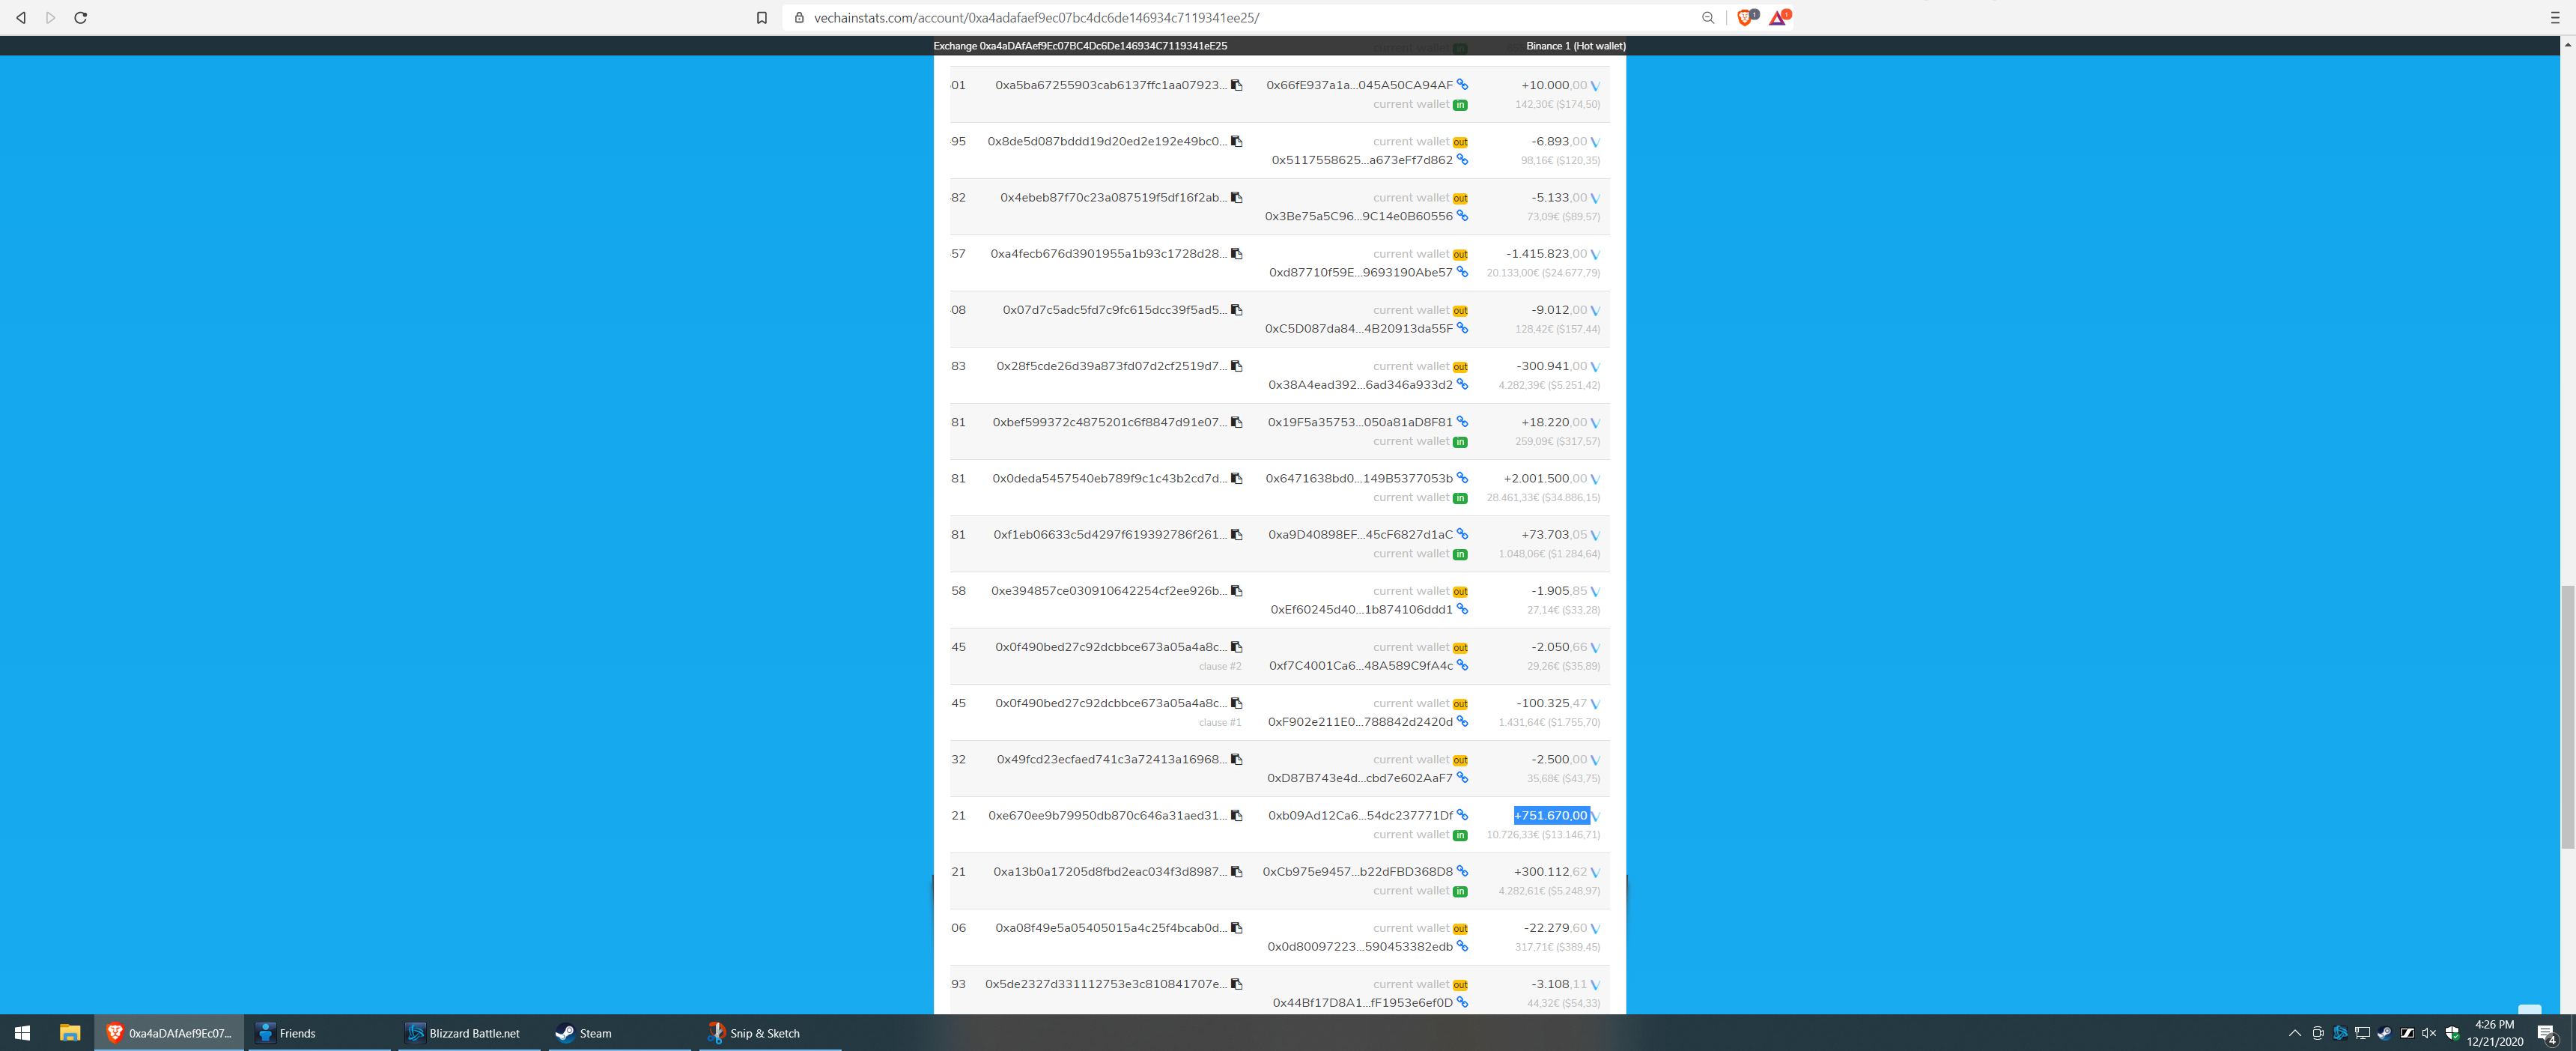 vechainstats.com/account/0xa4adafaef9ec07bc4dc6de146934c7119341ee25/
1
1
Exchange 0xa4aDAfAef9Ec07BC4Dc6De146934C7119341eE25 Binance 1 (Hot wallet)
01 0xa5ba67255903cab6137ffc1aa07923... 0x66fE937a1a...045A50CA94AF +10.000,00
current wallet in 142,30€ ($174,50)
95 0x8de5d087bddd19d20ed2e192e49bc0... current wallet out -6.893,00
0x5117558625...a673eFf7d862 98,16€ ($120,35)
82 0x4ebeb87f70c23a087519f5df16f2ab... current wallet out -5.133,00
0x3Be75a5C96...9C14e0B60556 73,09€ ($89,57)
57 0xa4fecb676d3901955a1b93c1728d28... current wallet out -1.415.823,00
0xd87710f59E...9693190Abe57 20.133,00€ ($24.677,79)
08 0x07d7c5adc5fd7c9fc615dcc39f5ad5... current wallet out -9.012,00
0xC5D087da84...4B20913da55F 128,42€ ($157,44)
83 0x28f5cde26d39a873fd07d2cf2519d7... current wallet out -300.941,00
0x38A4ead392...6ad346a933d2 4.282,39€ ($5.251,42)
81 0xbef599372c4875201c6f8847d91e07... 0x19F5a35753...050a81aD8F81 +18.220,00
current wallet in 259,09€ ($317,57)
81 0x0deda5457540eb789f9c1c43b2cd7d... 0x6471638bd0...149B5377053b +2.001.500,00
current wallet in 28.461,33€ ($34.886,15)
81 0xf1eb06633c5d4297f619392786f261... 0xa9D40898EF...45cF6827d1aC +73.703,05
current wallet in 1.048,06€ ($1.284,64)
58 0xe394857ce030910642254cf2ee926b... current wallet out -1.905,85
0xEf60245d40...1b874106ddd1 27,14€ ($33,28)
45 0x0f490bed27c92dcbbce673a05a4a8c... current wallet out -2.050,66
clause #2 0xf7C4001Ca6...48A589C9fA4c 29,26€ ($35,89)
45 0x0f490bed27c92dcbbce673a05a4a8c... current wallet out -100.325,47
clause #1 0xF902e211E0...788842d2420d 1.431,64€ ($1.755,70)
32 0x49fcd23ecfaed741c3a72413a16968... current wallet out -2.500,00
0xD87B743e4d...cbd7e602AaF7 35,68€ ($43,75)
21 0xe670ee9b79950db870c646a31aed31... 0xb09Ad12Ca6...54dc237771Df +751.670,00
current wallet in 10.726,33€ ($13.146,71)
21 0xa13b0a17205d8fbd2eac034f3d8987... 0xCb975e9457...b22dFBD368D8 +300.112,62
current wallet in 4.282,61€ ($5.248,97)
06 0xa08f49e5a05405015a4c25f4bcab0d... current wallet out -22.279,60
0x0d80097223...590453382edb 317,71€ ($389,45)
93 0x5de2327d331112753e3c810841707e... current wallet out -3.108,11
0x44Bf17D8A1...fF1953e6ef0D 44,32€ ($54,33)
0xa4aDAfAef9Ec07... Friends Blizzard Battle.net Steam Snip & Sketch
4:26 PM
12/21/2020
4